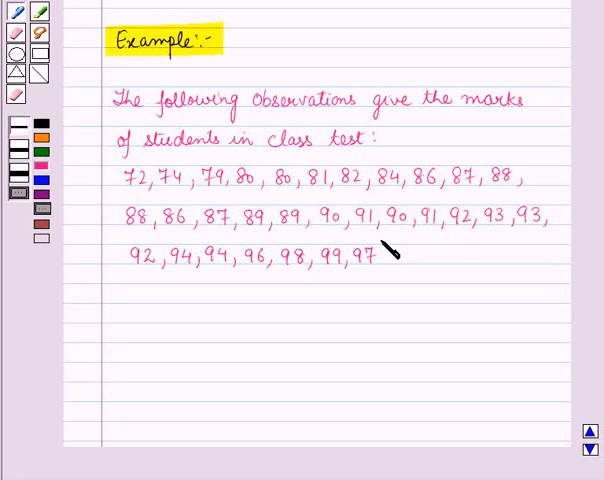 Example:-
The following observations give the marks
of students in class test:
72, 74, 79, 80, 80, 81, 82, 84, 86, 87, 88,
88, 86, 87, 89, 89, 90, 91, 90, 91, 92, 93, 93,
92, 94, 94, 96, 98, 99, 97